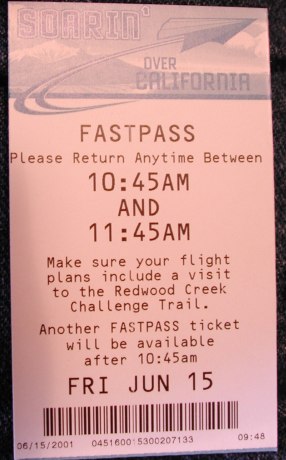 SOARIN'
OVER
CALIFORNIA
FASTPASS
Please Return Anytime Between
10:45AM
AND
11:45AM
Make sure your flight
plans include a visit
to the Redwood Creek
Challenge Trail.
Another FASTPASS ticket
will be available
after 10:45am
FRI JUN 15
06/15/2001 045160015300207133 09:48